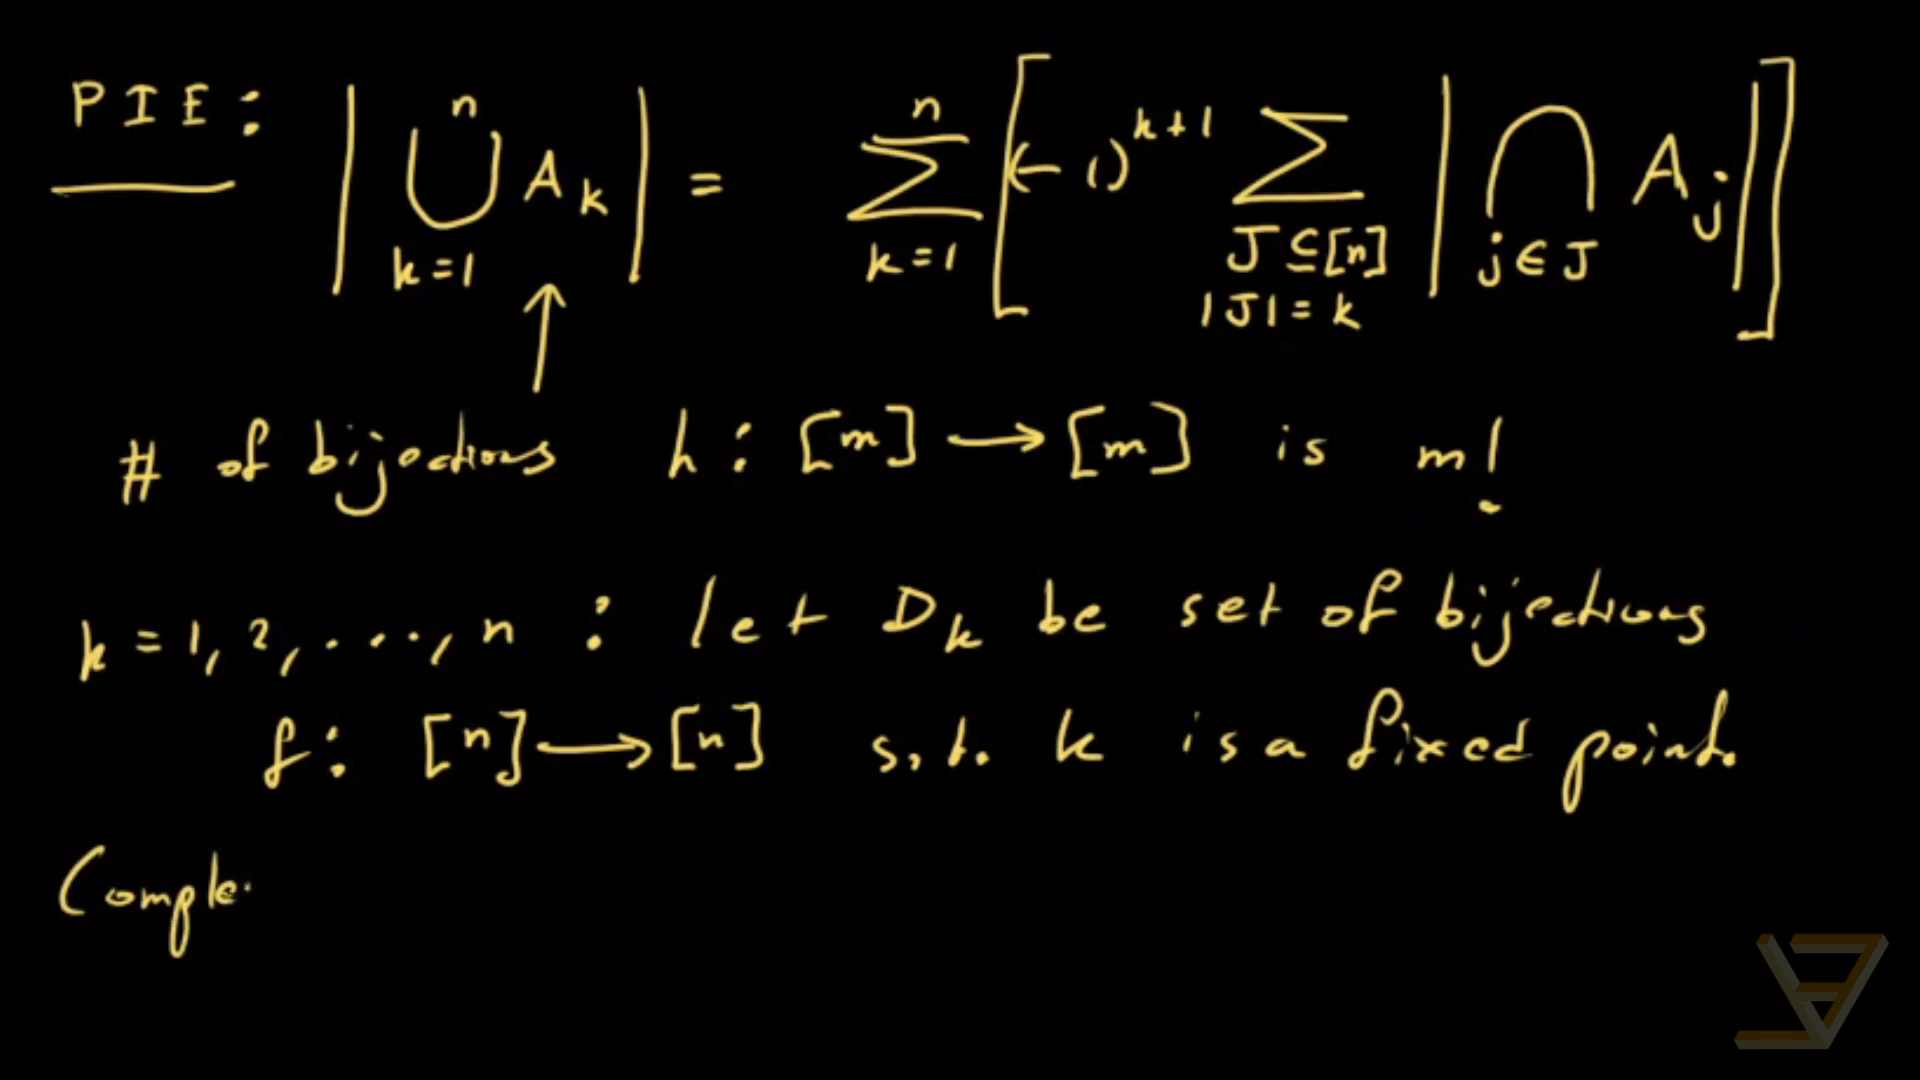 PIE: | ⋃_{k=1}^{n} A_k | = ∑_{k=1}^{n} [ (-1)^{k+1} ∑_{J⊆[n] |J|=k} | ⋂_{j∈J} A_j | ]
# of bijections h: [m] → [m] is m!
k=1,2,...,n : let D_k be set of bijections
f: [n] → [n] s.t. k is a fixed point.
Comple